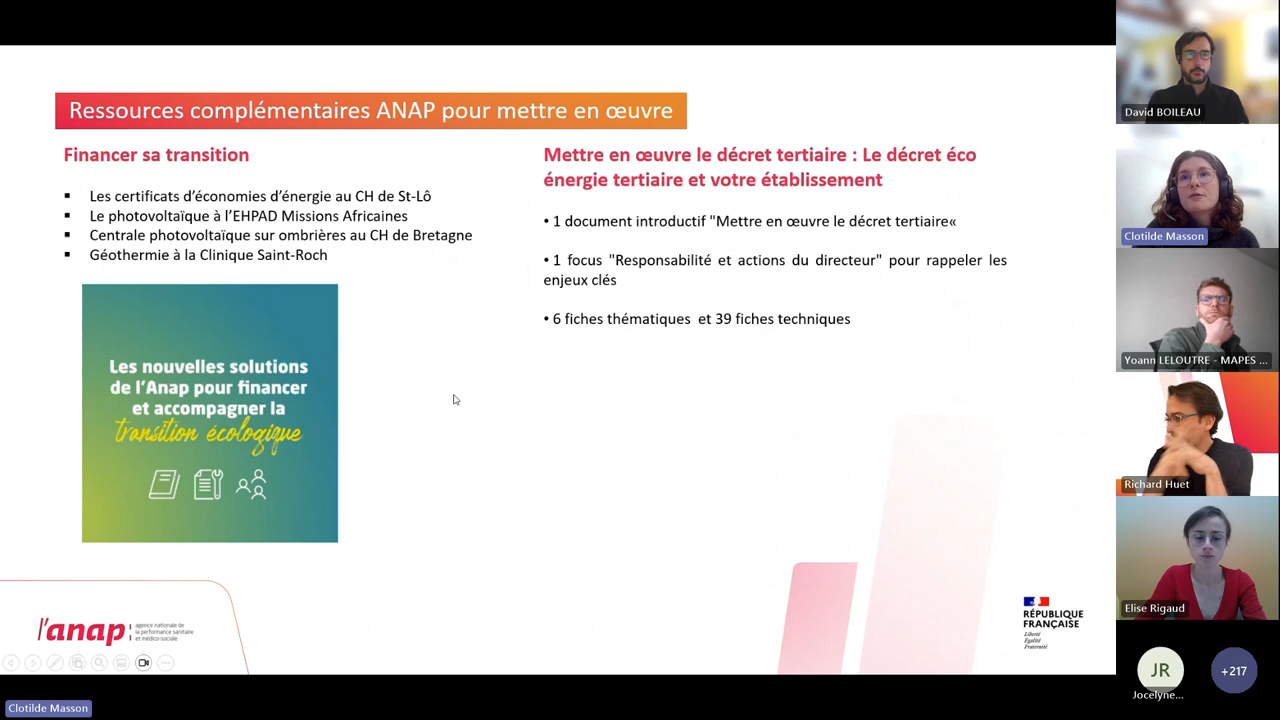 Ressources complémentaires ANAP pour mettre en œuvre
Financer sa transition
▪ Les certificats d’économies d’énergie au CH de St-Lô
▪ Le photovoltaïque à l’EHPAD Missions Africaines
▪ Centrale photovoltaïque sur ombrières au CH de Bretagne
▪ Géothermie à la Clinique Saint-Roch
Les nouvelles solutions
de l’Anap pour financer
et accompagner la
transition écologique
Mettre en œuvre le décret tertiaire : Le décret éco
énergie tertiaire et votre établissement
• 1 document introductif "Mettre en œuvre le décret tertiaire«
• 1 focus "Responsabilité et actions du directeur" pour rappeler les
enjeux clés
• 6 fiches thématiques et 39 fiches techniques
l'anap
agence nationale de
la performance sanitaire
et médico-sociale
RÉPUBLIQUE
FRANÇAISE
Liberté
Égalité
Fraternité
David BOILEAU
Clotilde Masson
Yoann LELOUTRE - MAPES ...
Richard Huet
Elise Rigaud
JR
Jocelyne...
+217
Clotilde Masson